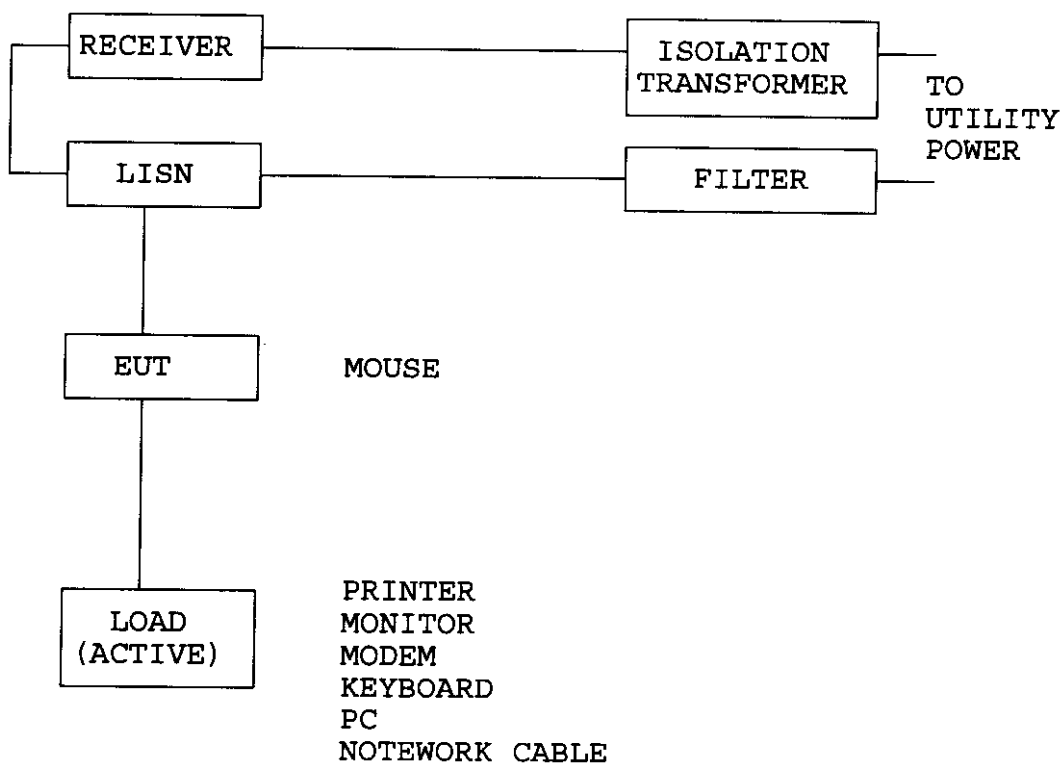 RECEIVER
ISOLATION
TRANSFORMER
TO
UTILITY
POWER
LISN
FILTER
EUT
MOUSE
LOAD
(ACTIVE)
PRINTER
MONITOR
MODEM
KEYBOARD
PC
NOTEWORK CABLE